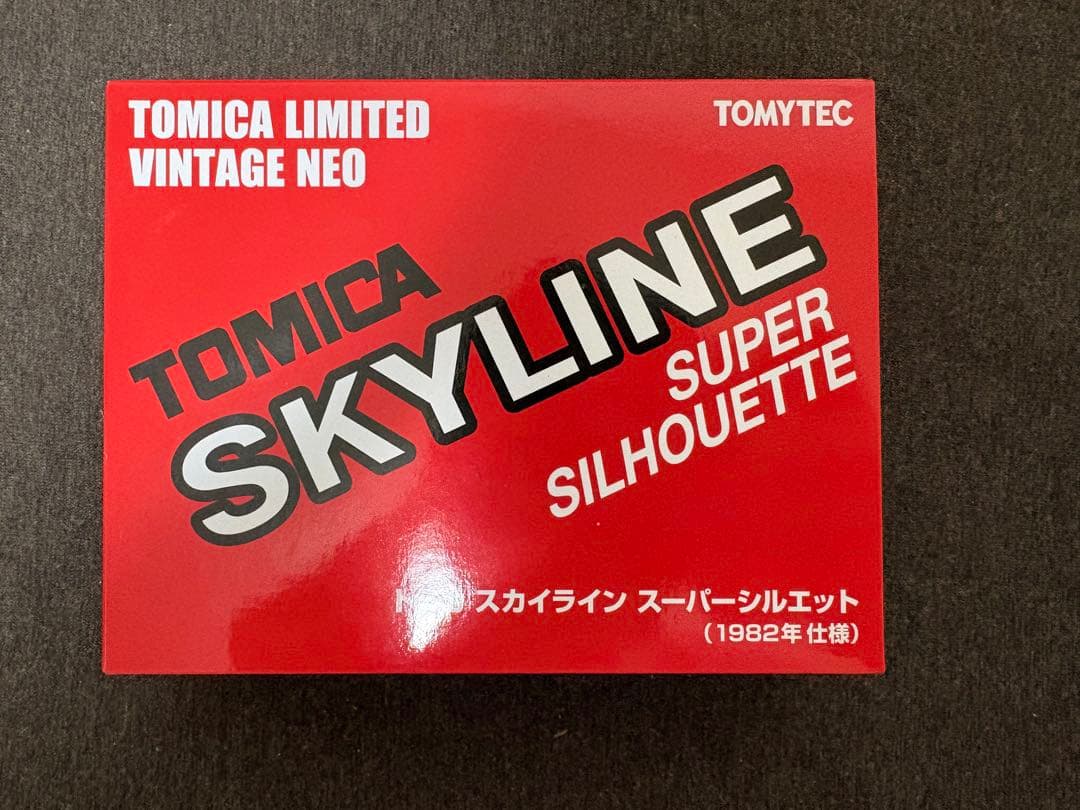 TOMICA LIMITED
VINTAGE NEO
TOMYTEC
TOMICA
SKYLINE
SUPER
SILHOUETTE
スカイライン スーパーシルエット
(1982年 仕様)